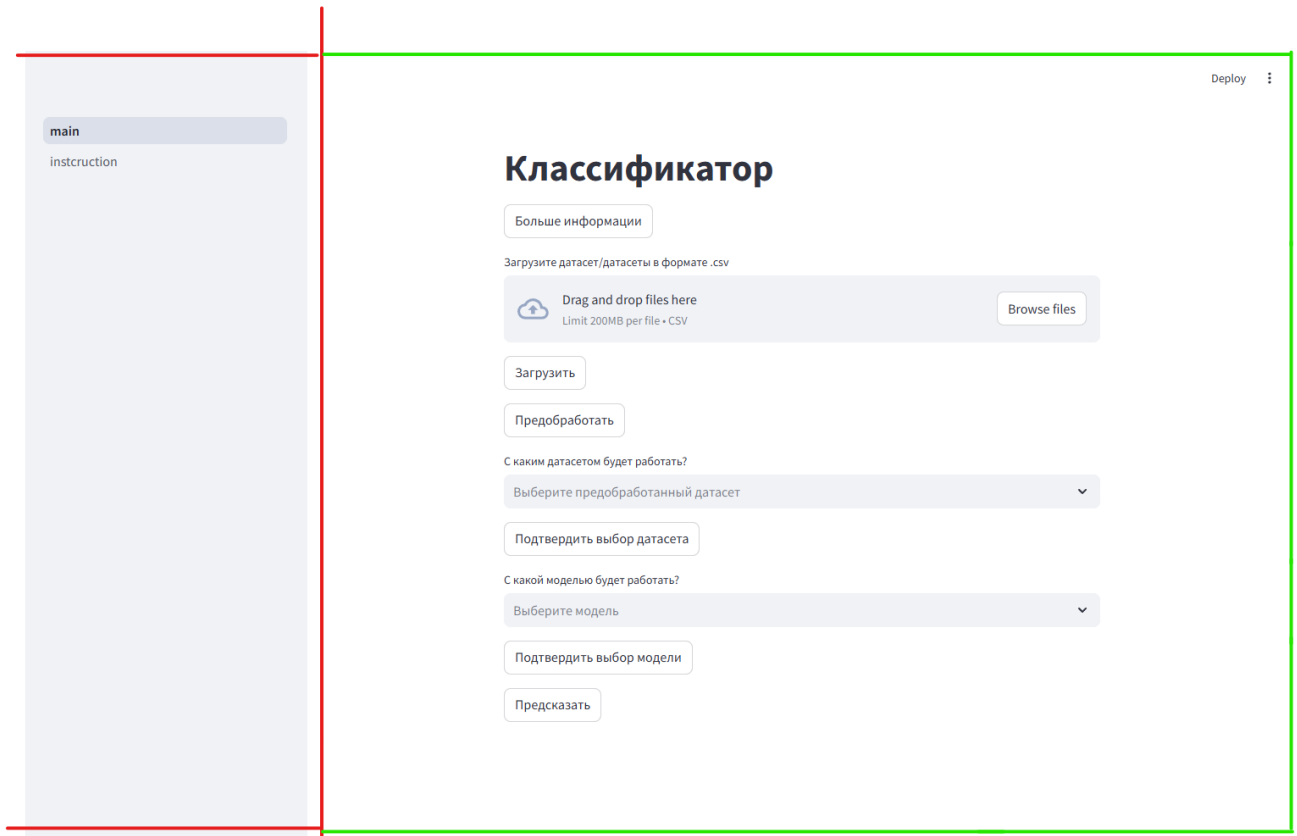 Deploy
main
instcruction
Классификатор
Больше информации
Загрузите датасет/датасеты в формате .csv
Drag and drop files here
Limit 200MB per file • CSV
Browse files
Загрузить
Предобработать
С каким датасетом будет работать?
Выберите предобработанный датасет
Подтвердить выбор датасета
С какой моделью будет работать?
Выберите модель
Подтвердить выбор модели
Предсказать